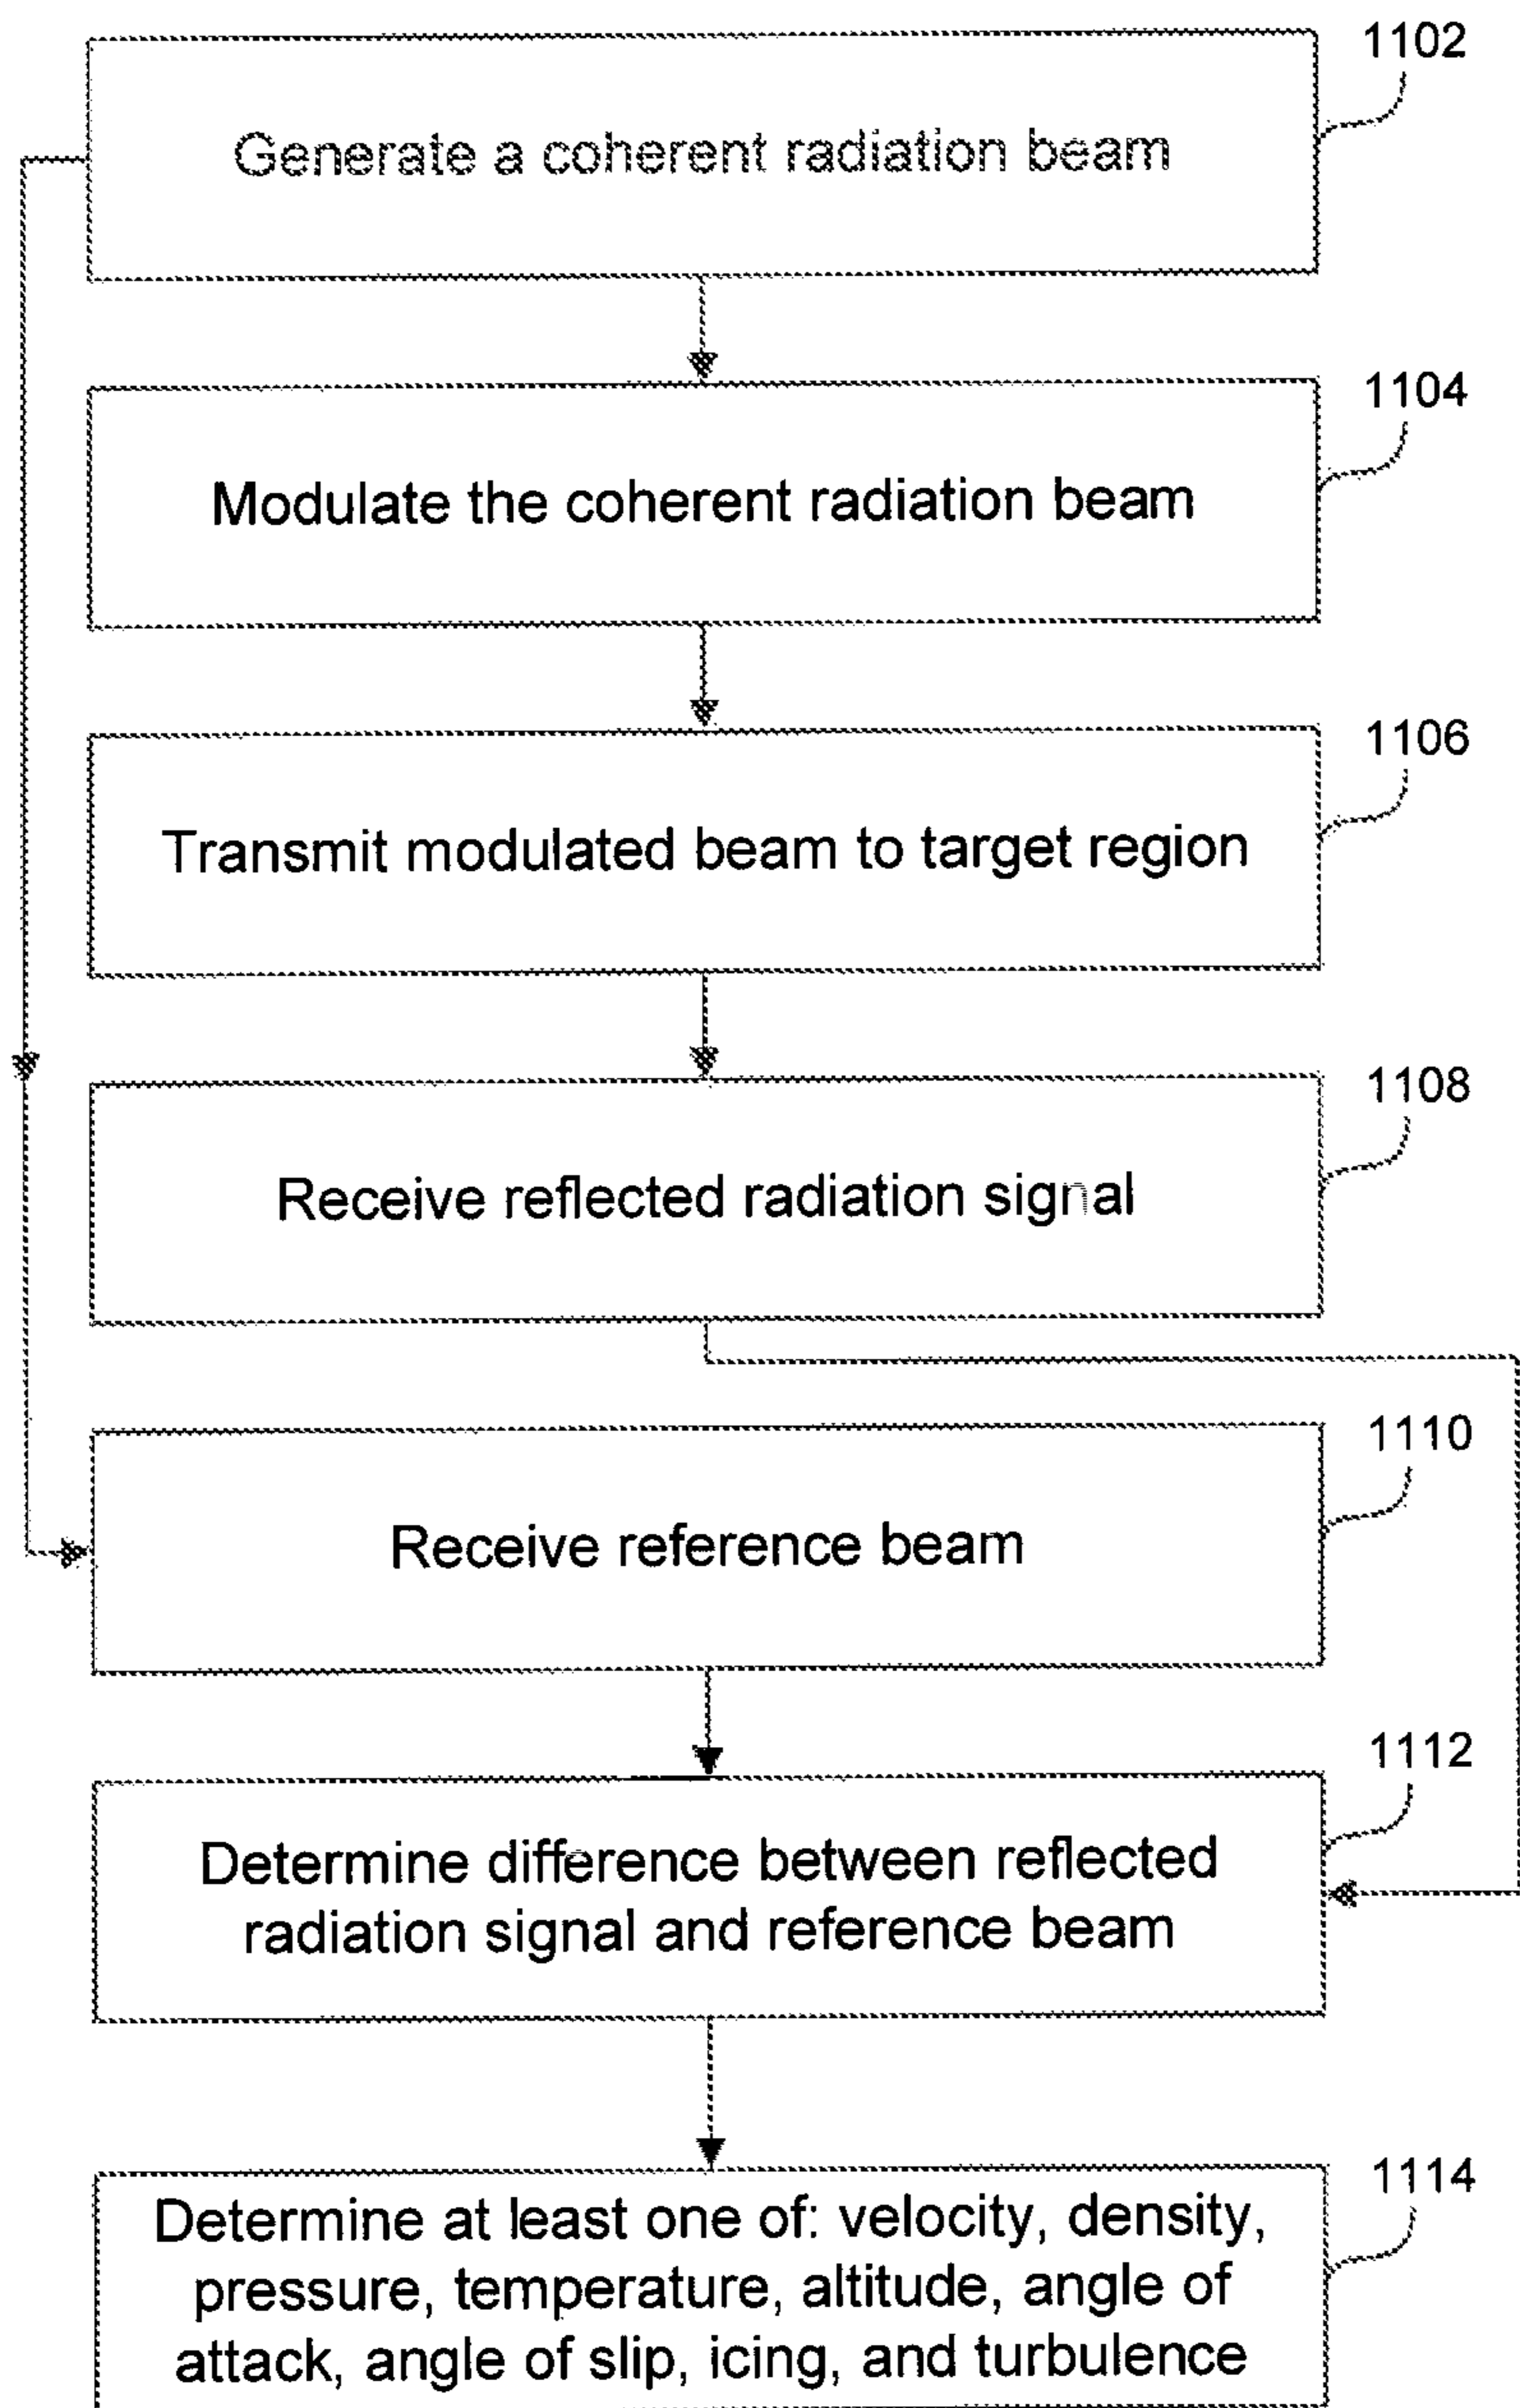 1102
Generate a coherent radiation beam
1104
Modulate the coherent radiation beam
1106
Transmit modulated beam to target region
1108
Receive reflected radiation signal
1110
Receive reference beam
1112
Determine difference between reflected
radiation signal and reference beam
1114
Determine at least one of: velocity, density,
pressure, temperature, altitude, angle of
attack, angle of slip, icing, and turbulence